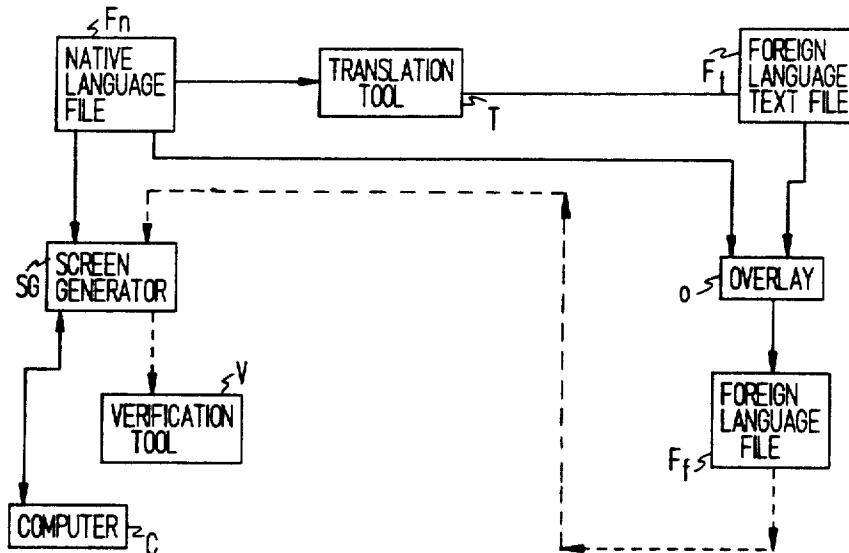 Fn
NATIVE
LANGUAGE
FILE
TRANSLATION
TOOL
T
Ft
FOREIGN
LANGUAGE
TEXT FILE
SG
SCREEN
GENERATOR
O
OVERLAY
V
VERIFICATION
TOOL
FOREIGN
LANGUAGE
FILE
Ff
COMPUTER
C